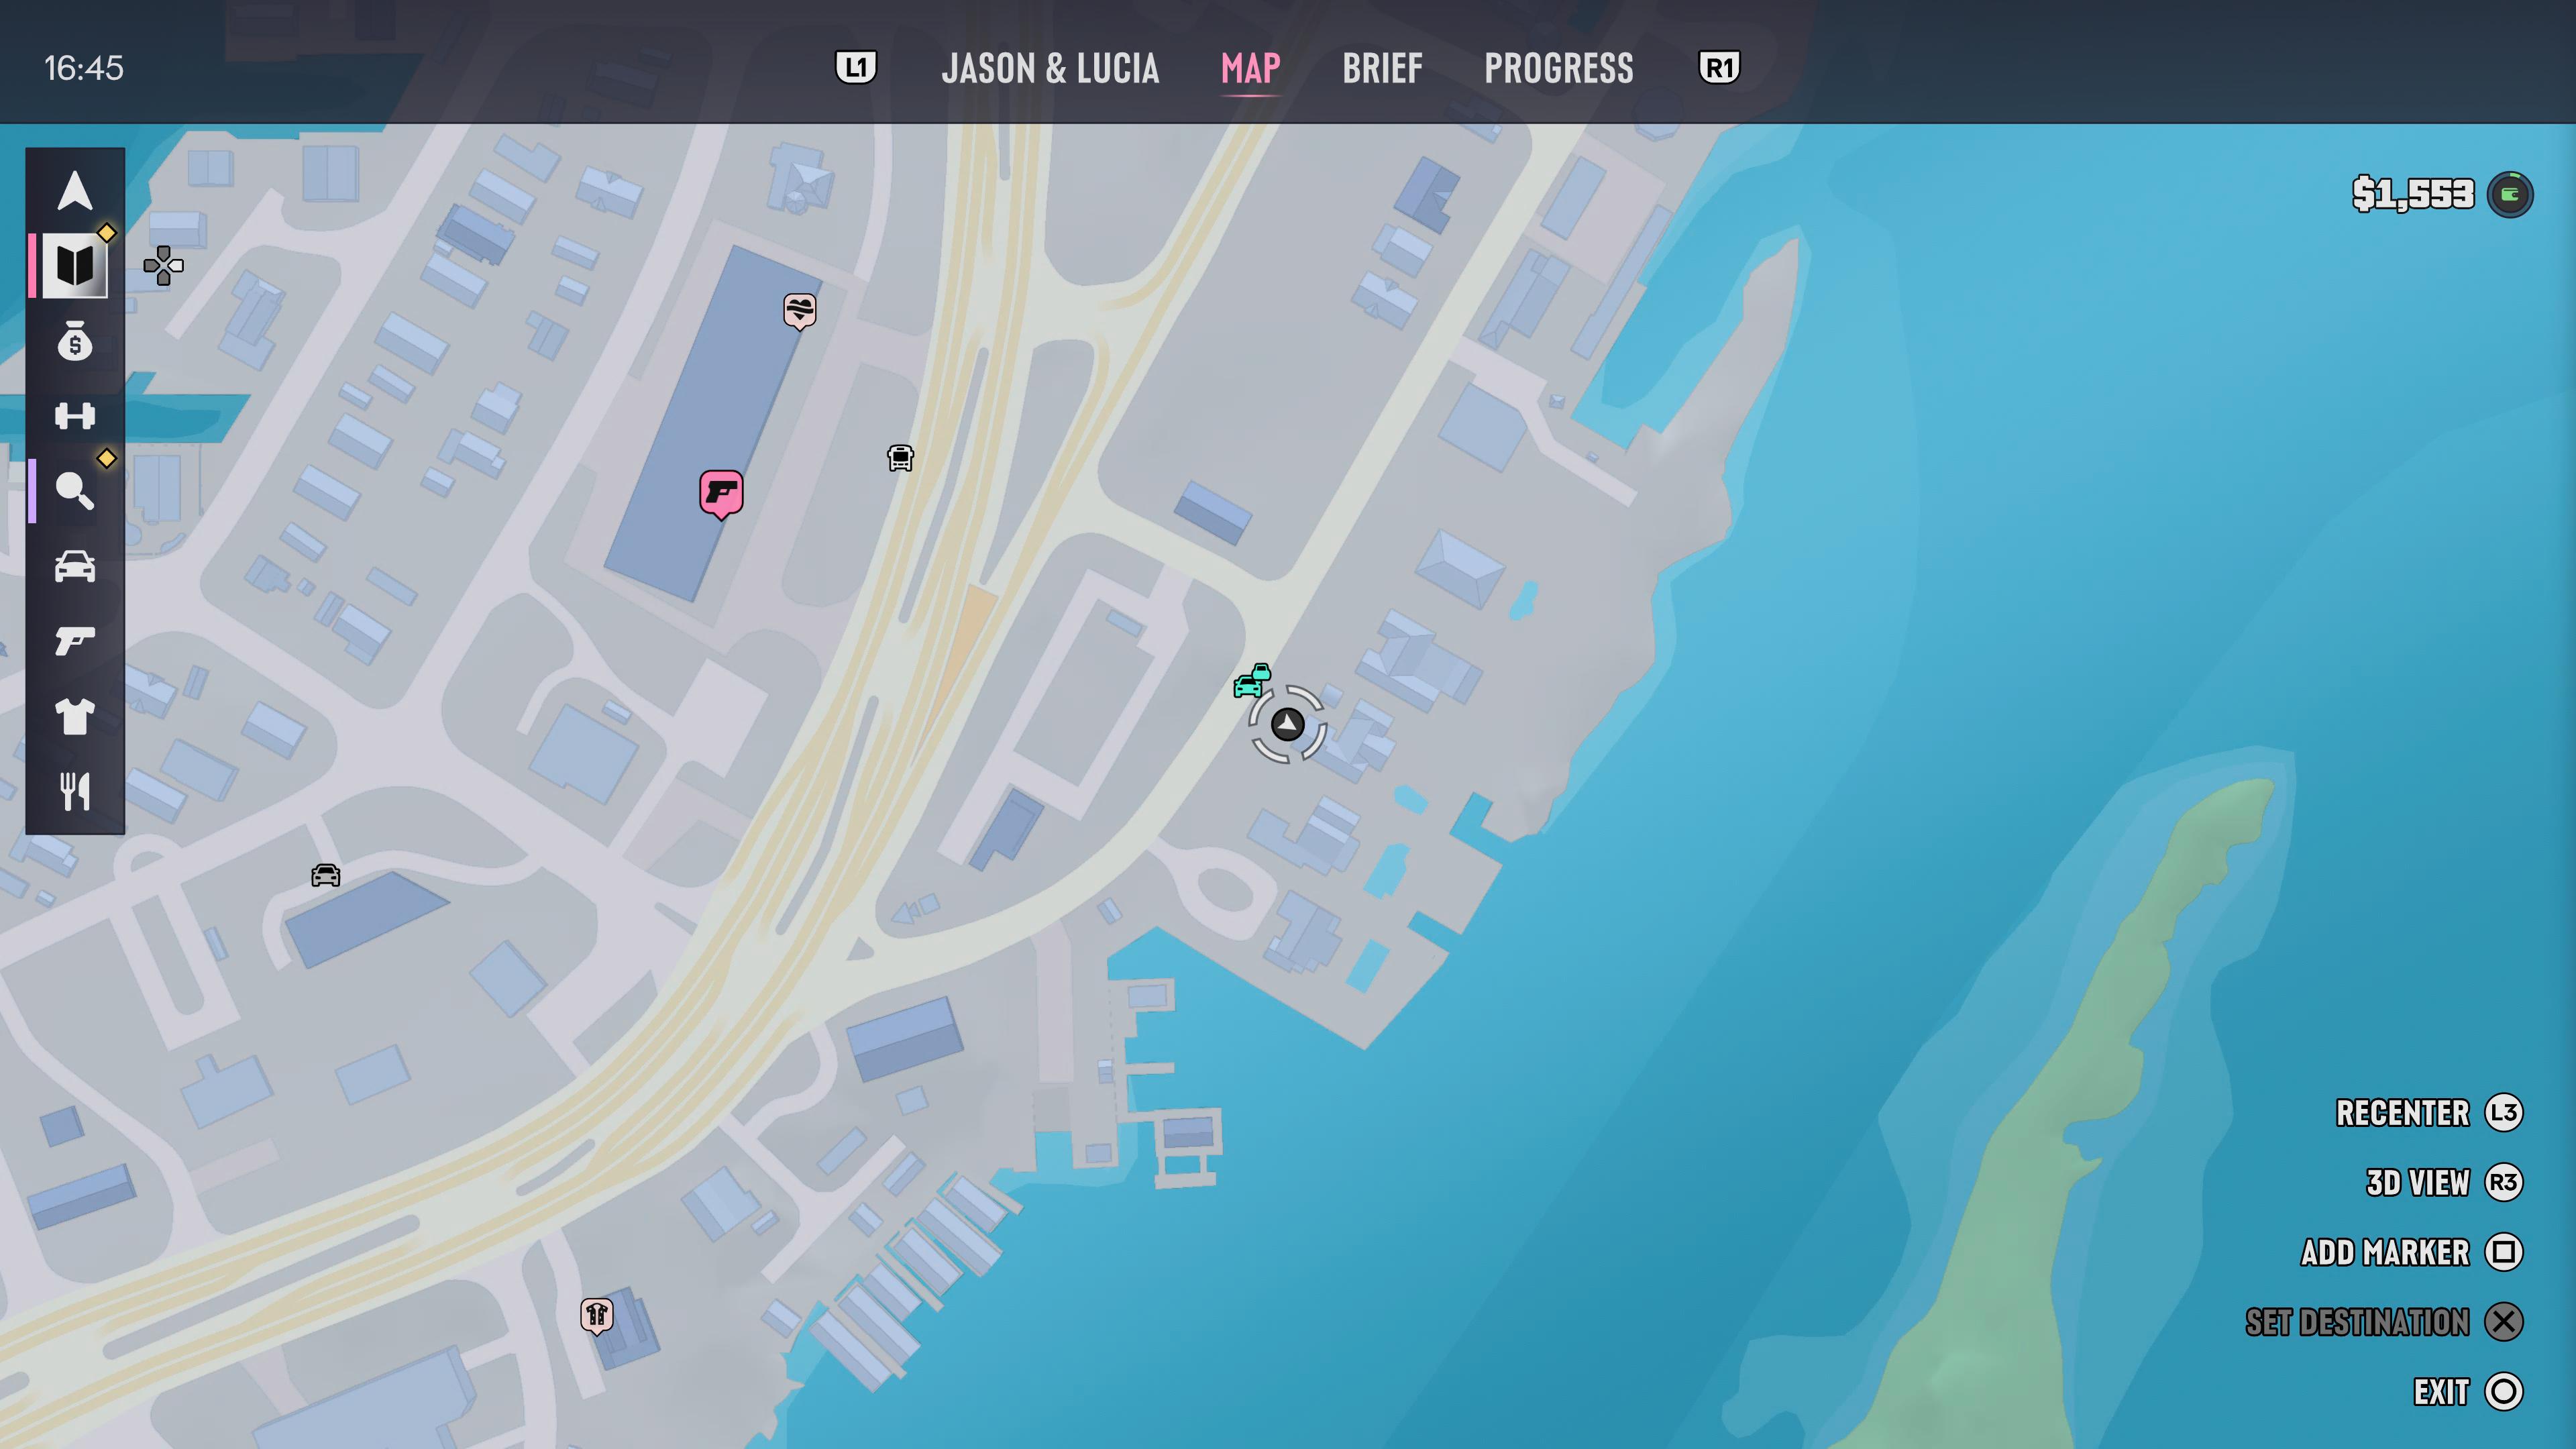 16:45
L1 JASON & LUCIA MAP BRIEF PROGRESS R1
$1,553
RECENTER L3
3D VIEW R3
ADD MARKER
SET DESTINATION
EXIT